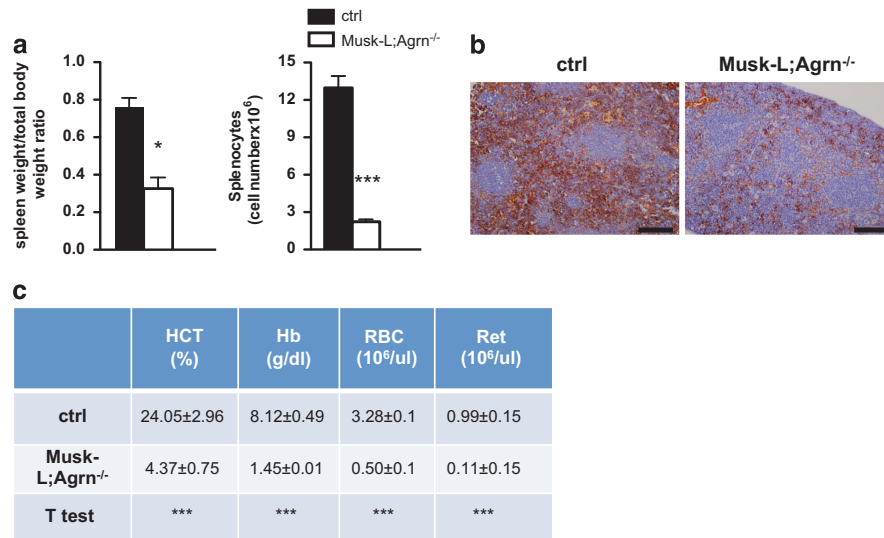 ctrl
Musk-L;Agrn-/-
a
spleen weight/total body
weight ratio
1.0
0.8
0.6
0.4
0.2
0.0
*
Splenocytes
(cell numberx10⁶)
15
12
9
6
3
0
***
b
ctrl
Musk-L;Agrn-/-
c
HCT
(%)
Hb
(g/dl)
RBC
(10⁶/ul)
Ret
(10⁶/ul)
ctrl 24.05±2.96 8.12±0.49 3.28±0.1 0.99±0.15
Musk-
L;Agrn-/- 4.37±0.75 1.45±0.01 0.50±0.1 0.11±0.15
T test *** *** *** ***